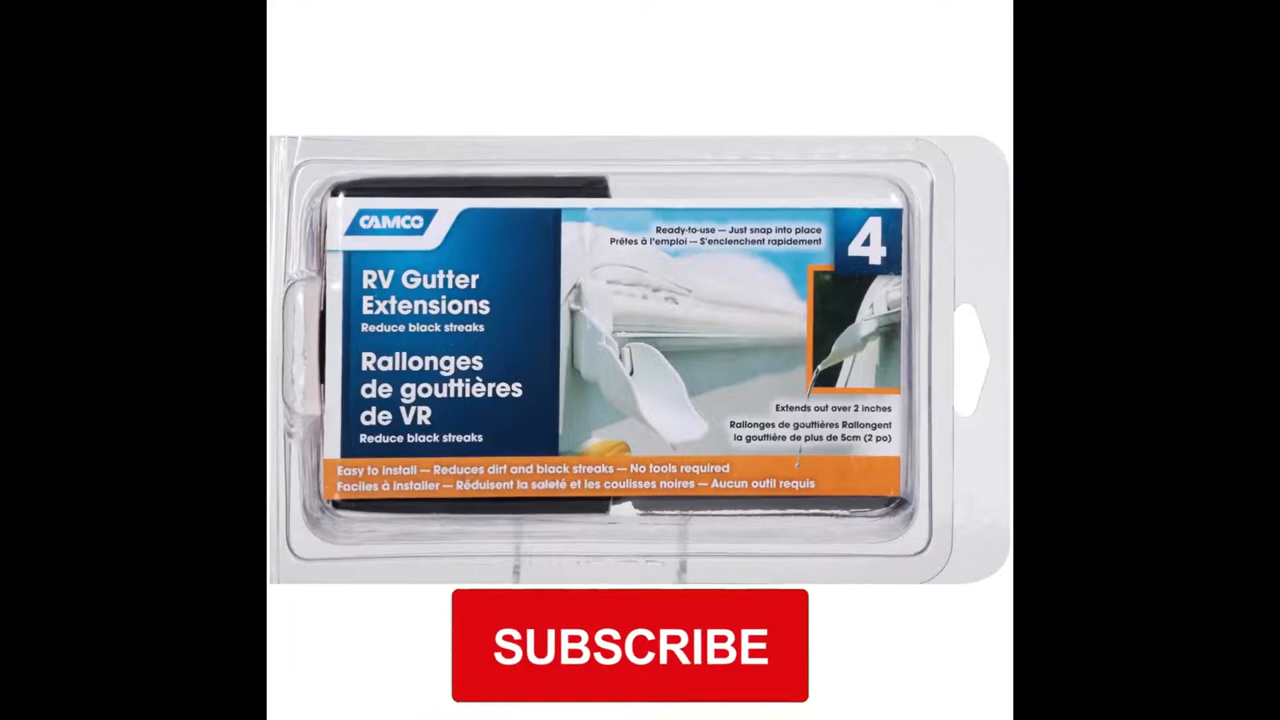 CAMCO
RV Gutter
Extensions
Reduce black streaks
Rallonges
de gouttières
de VR
Reduce black streaks
Ready-to-use — Just snap into place
Prêtes à l'emploi — S'enclenchent rapidement
4
Extends out over 2 inches
Rallonges de gouttières Rallongent
la gouttière de plus de 5cm (2 po)
Easy to install — Reduces dirt and black streaks — No tools required
Faciles à installer — Réduisent la saleté et les coulisses noires — Aucun outil requis
SUBSCRIBE